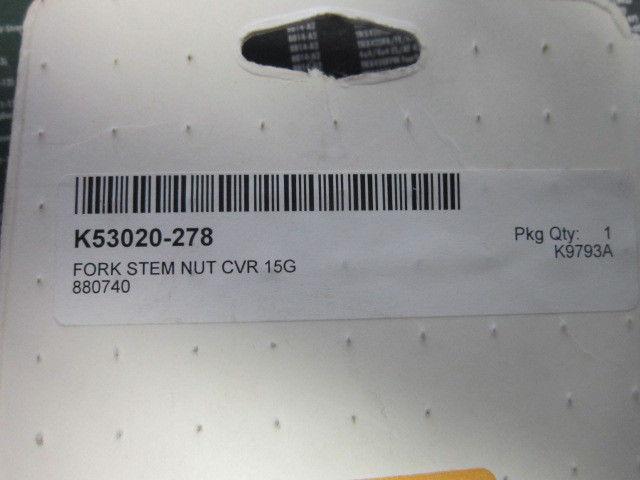 K53020-278
Pkg Qty: 1
K9793A
FORK STEM NUT CVR 15G
880740